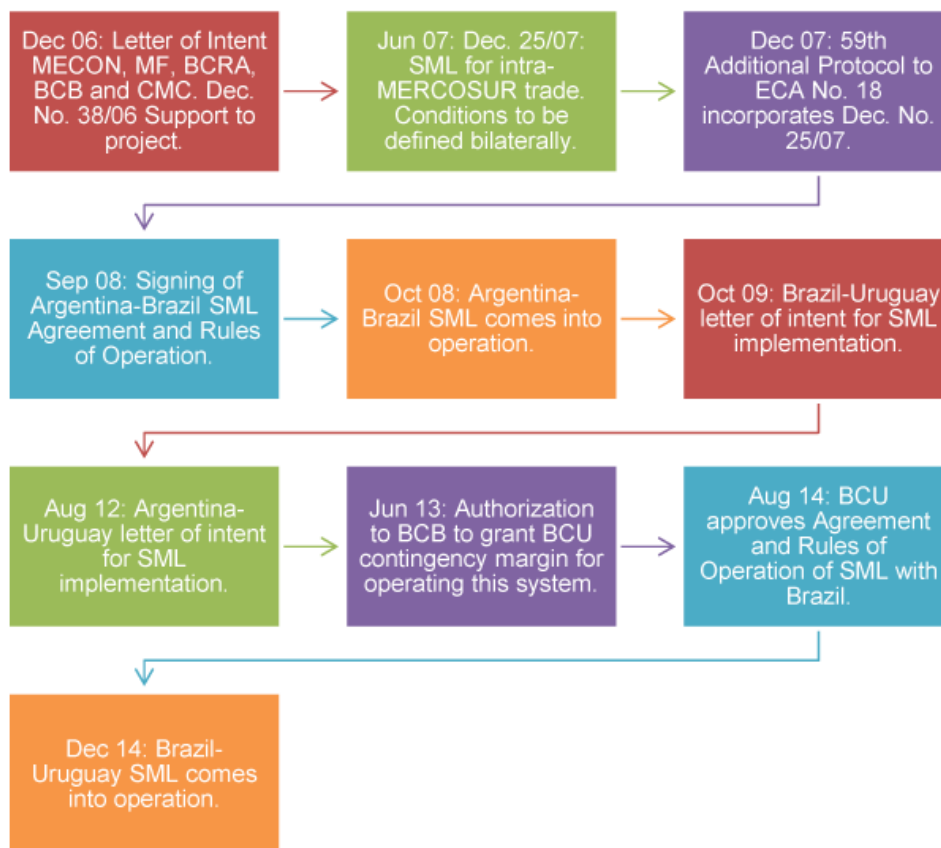 Dec 06: Letter of Intent
MECON, MF, BCRA,
BCB and CMC. Dec.
No. 38/06 Support to
project.
Jun 07: Dec. 25/07:
SML for intra-
MERCOSUR trade.
Conditions to be
defined bilaterally.
Dec 07: 59th
Additional Protocol to
ECA No. 18
incorporates Dec. No.
25/07.
Sep 08: Signing of
Argentina-Brazil SML
Agreement and Rules
of Operation.
Oct 08: Argentina-
Brazil SML comes into
operation.
Oct 09: Brazil-Uruguay
letter of intent for SML
implementation.
Aug 12: Argentina-
Uruguay letter of intent
for SML
implementation.
Jun 13: Authorization
to BCB to grant BCU
contingency margin for
operating this system.
Aug 14: BCU
approves Agreement
and Rules of
Operation of SML with
Brazil.
Dec 14: Brazil-
Uruguay SML comes
into operation.